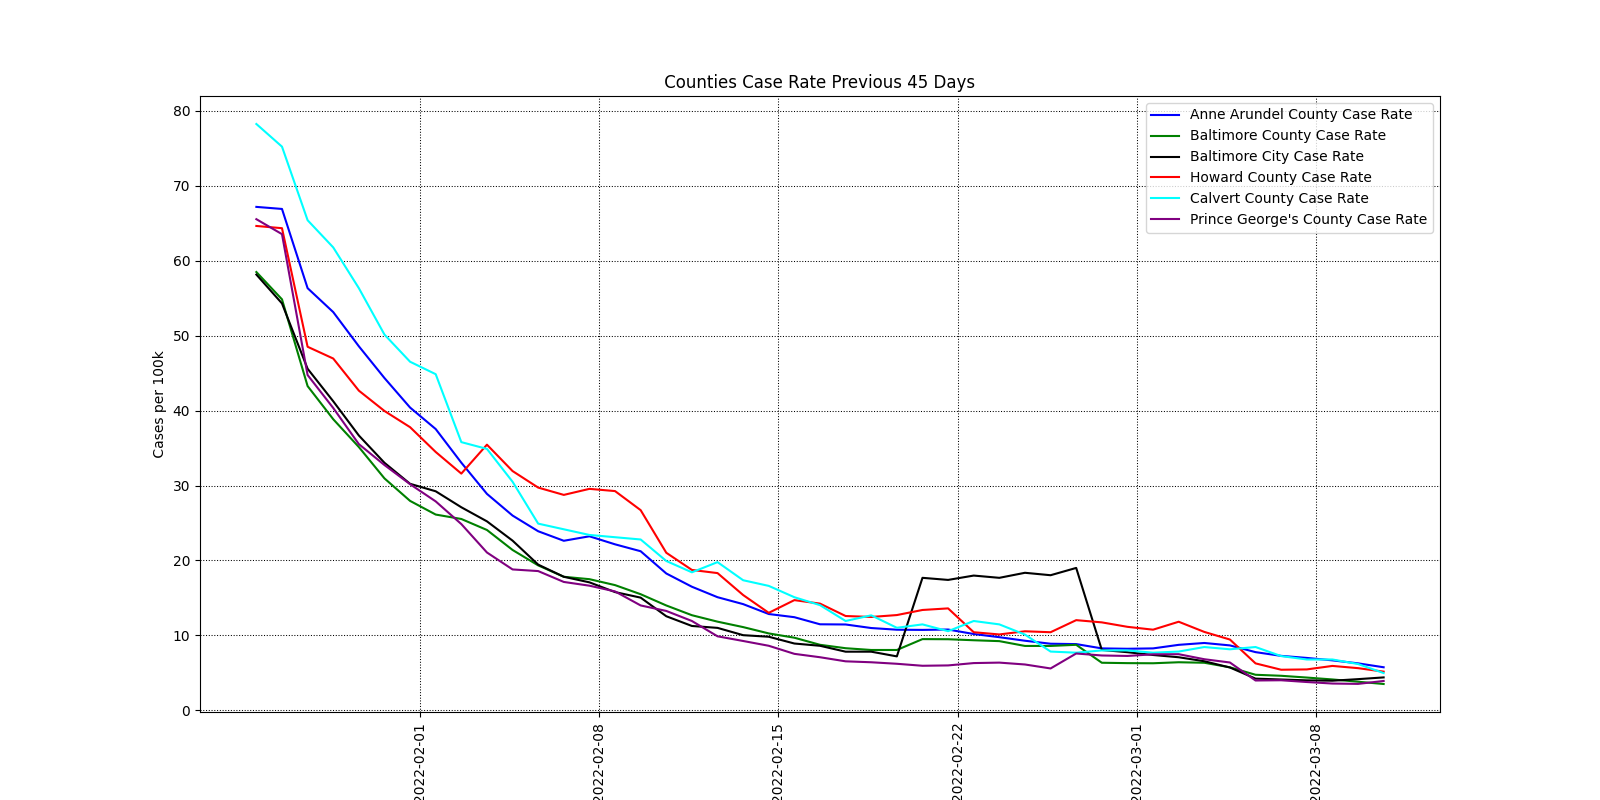 Counties Case Rate Previous 45 Days
Cases per 100k
80
70
60
50
40
30
20
10
0
Anne Arundel County Case Rate
Baltimore County Case Rate
Baltimore City Case Rate
Howard County Case Rate
Calvert County Case Rate
Prince George's County Case Rate
2022-02-01
2022-02-08
2022-02-15
2022-02-22
2022-03-01
2022-03-08